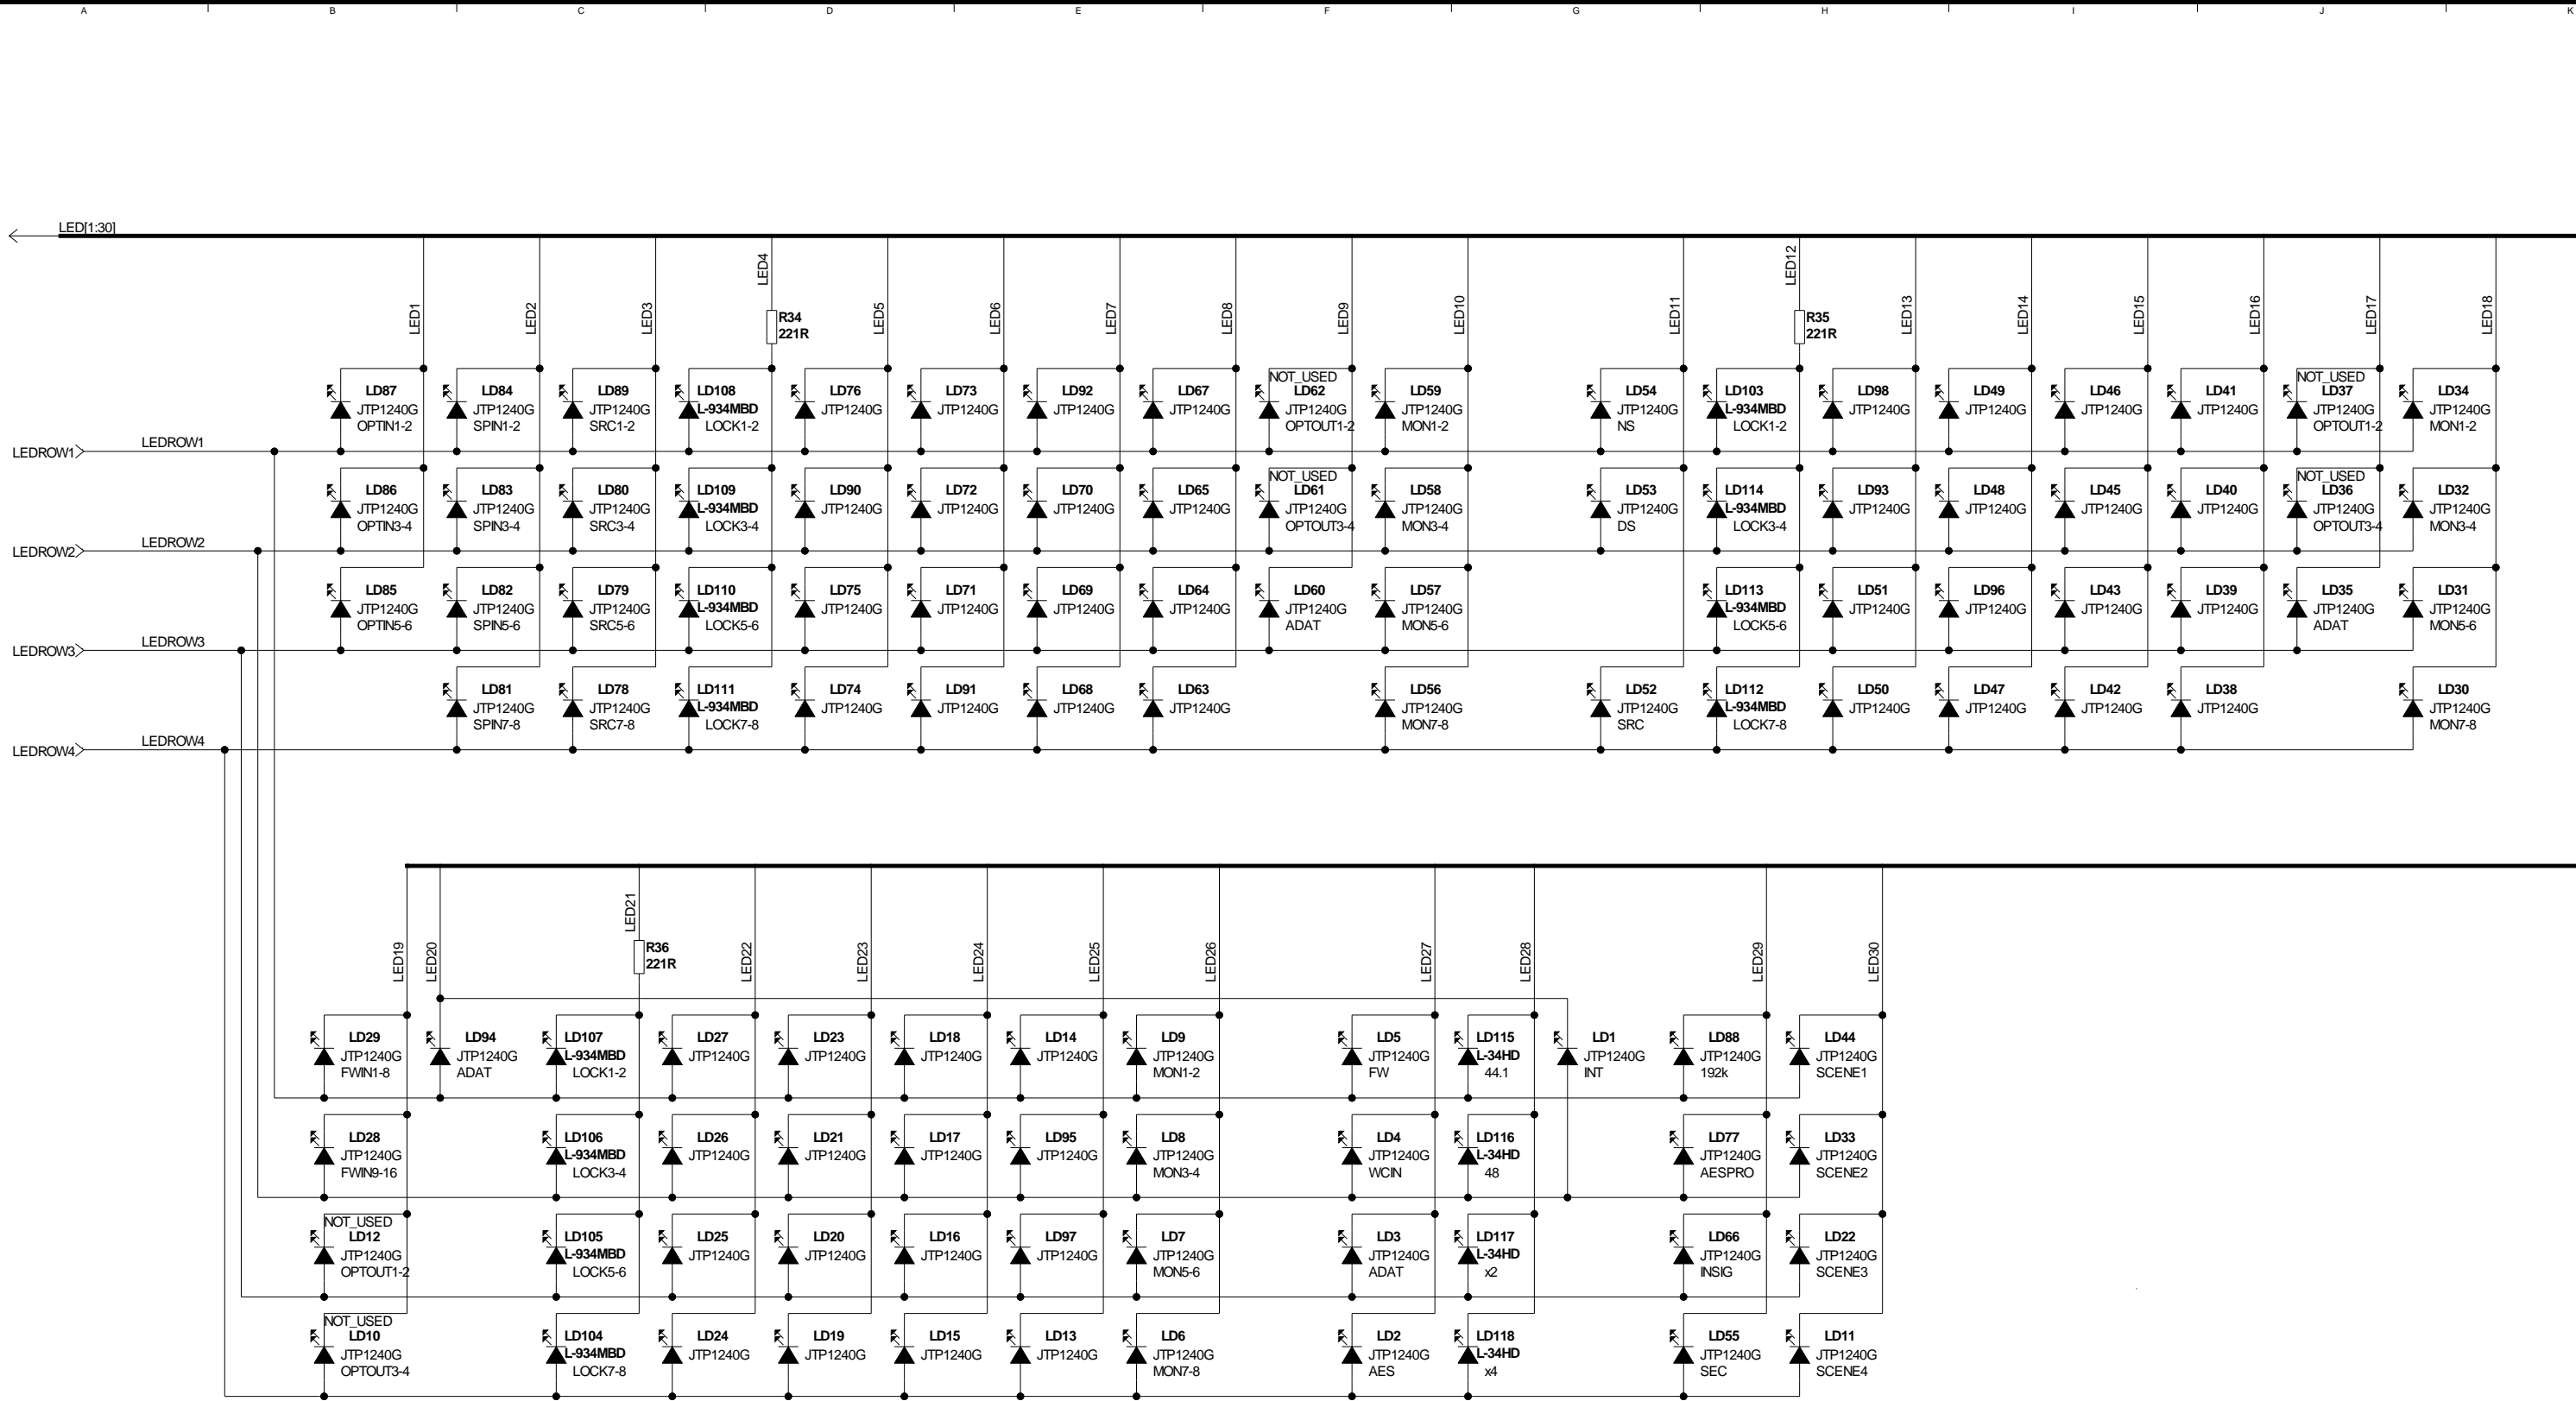 A B C D E F G H I J K
LED[1:30]
LED4 LED12
LED1 LED2 LED3 LED5 LED6 LED7 LED8 LED9 LED10 LED11 LED13 LED14 LED15 LED16 LED17 LED18
R34 R35
221R 221R
NOT_USED NOT_USED
LD87 LD84 LD89 LD108 LD76 LD73 LD92 LD67 LD62 LD59 LD54 LD103 LD98 LD49 LD46 LD41 LD37 LD34
JTP1240G JTP1240G JTP1240G L-934MBD JTP1240G JTP1240G JTP1240G JTP1240G JTP1240G JTP1240G JTP1240G L-934MBD JTP1240G JTP1240G JTP1240G JTP1240G JTP1240G JTP1240G
OPTIN1-2 SPIN1-2 SRC1-2 LOCK1-2 OPTOUT1-2 MON1-2 NS LOCK1-2 OPTOUT1-2 MON1-2
LEDROW1 LEDROW1
NOT_USED NOT_USED
LD86 LD83 LD80 LD109 LD90 LD72 LD70 LD65 LD61 LD58 LD53 LD114 LD93 LD48 LD45 LD40 LD36 LD32
JTP1240G JTP1240G JTP1240G L-934MBD JTP1240G JTP1240G JTP1240G JTP1240G JTP1240G JTP1240G JTP1240G L-934MBD JTP1240G JTP1240G JTP1240G JTP1240G JTP1240G JTP1240G
OPTIN3-4 SPIN3-4 SRC3-4 LOCK3-4 OPTOUT3-4 MON3-4 DS LOCK3-4 OPTOUT3-4 MON3-4
LEDROW2 LEDROW2
LD85 LD82 LD79 LD110 LD75 LD71 LD69 LD64 LD60 LD57 LD113 LD51 LD96 LD43 LD39 LD35 LD31
JTP1240G JTP1240G JTP1240G L-934MBD JTP1240G JTP1240G JTP1240G JTP1240G JTP1240G JTP1240G L-934MBD JTP1240G JTP1240G JTP1240G JTP1240G JTP1240G JTP1240G
OPTIN5-6 SPIN5-6 SRC5-6 LOCK5-6 ADAT MON5-6 LOCK5-6 ADAT MON5-6
LEDROW3 LEDROW3
LD81 LD78 LD111 LD74 LD91 LD68 LD63 LD56 LD52 LD112 LD50 LD47 LD42 LD38 LD30
JTP1240G JTP1240G L-934MBD JTP1240G JTP1240G JTP1240G JTP1240G JTP1240G JTP1240G L-934MBD JTP1240G JTP1240G JTP1240G JTP1240G JTP1240G
SPIN7-8 SRC7-8 LOCK7-8 MON7-8 SRC LOCK7-8 MON7-8
LEDROW4 LEDROW4
LED21
LED19 LED20 LED22 LED23 LED24 LED25 LED26 LED27 LED28 LED29 LED30
R36
221R
LD29 LD94 LD107 LD27 LD23 LD18 LD14 LD9 LD5 LD115 LD1 LD88 LD44
JTP1240G JTP1240G L-934MBD JTP1240G JTP1240G JTP1240G JTP1240G JTP1240G JTP1240G L-34HD JTP1240G JTP1240G JTP1240G
FWIN1-8 ADAT LOCK1-2 MON1-2 FW 44.1 INT 192k SCENE1
LD28 LD106 LD26 LD21 LD17 LD95 LD8 LD4 LD116 LD77 LD33
JTP1240G L-934MBD JTP1240G JTP1240G JTP1240G JTP1240G JTP1240G JTP1240G L-34HD JTP1240G JTP1240G
FWIN9-16 LOCK3-4 MON3-4 WCIN 48 AESPRO SCENE2
NOT_USED
LD12 LD105 LD25 LD20 LD16 LD97 LD7 LD3 LD117 LD66 LD22
JTP1240G L-934MBD JTP1240G JTP1240G JTP1240G JTP1240G JTP1240G JTP1240G L-34HD JTP1240G JTP1240G
OPTOUT1-2 LOCK5-6 MON5-6 ADAT x2 INSIG SCENE3
NOT_USED
LD10 LD104 LD24 LD19 LD15 LD13 LD6 LD2 LD118 LD55 LD11
JTP1240G L-934MBD JTP1240G JTP1240G JTP1240G JTP1240G JTP1240G JTP1240G L-34HD JTP1240G JTP1240G
OPTOUT3-4 LOCK7-8 MON7-8 AES x4 SEC SCENE4